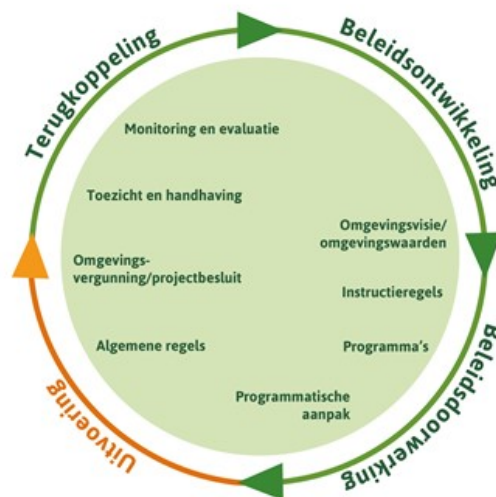 Terugkoppeling
Beleidsontwikkeling
Monitoring en evaluatie
Toezicht en handhaving
Omgevingsvisie/
omgevingswaarden
Omgevings-
vergunning/projectbesluit
Instructieregels
Algemene regels
Programma's
Programmatische
aanpak
Uitvoering
Beleidsdoorwerking